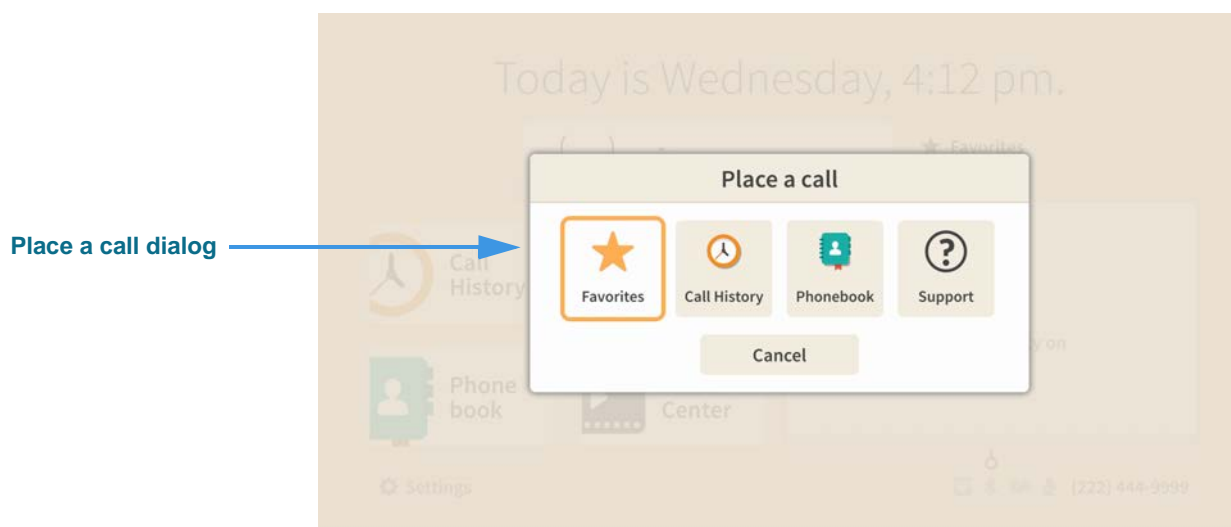 Today is Wednesday, 4:12 pm.
( ) -
Favorites
Place a call
Place a call dialog
Favorites
Call History
Phonebook
Support
Call
History
Cancel
on
Phone
book
Center
Settings
(222) 444-9999